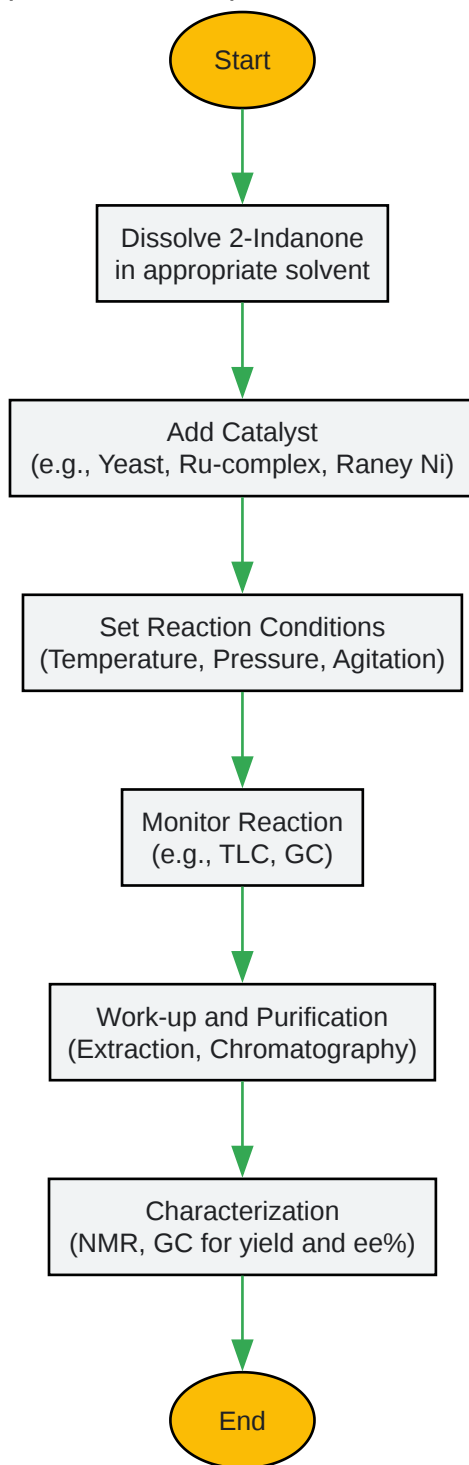 Start
Dissolve 2-Indanone
in appropriate solvent
Add Catalyst
(e.g., Yeast, Ru-complex, Raney Ni)
Set Reaction Conditions
(Temperature, Pressure, Agitation)
Monitor Reaction
(e.g., TLC, GC)
Work-up and Purification
(Extraction, Chromatography)
Characterization
(NMR, GC for yield and ee%)
End